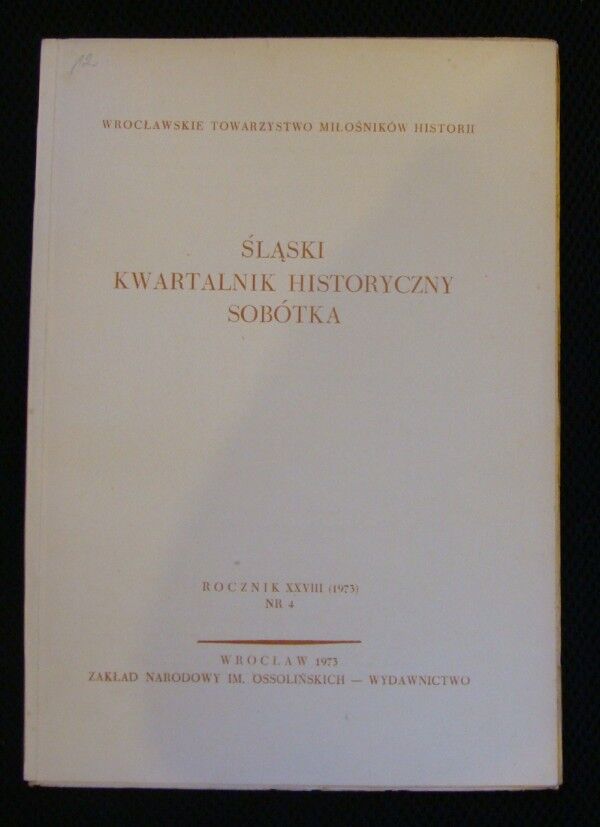 12
WROCŁAWSKIE TOWARZYSTWO MIŁOŚNIKÓW HISTORII
ŚLĄSKI
KWARTALNIK HISTORYCZNY
SOBÓTKA
ROCZNIK XXVIII (1973)
NR 4
WROCŁAW 1973
ZAKŁAD NARODOWY IM. OSSOLIŃSKICH — WYDAWNICTWO